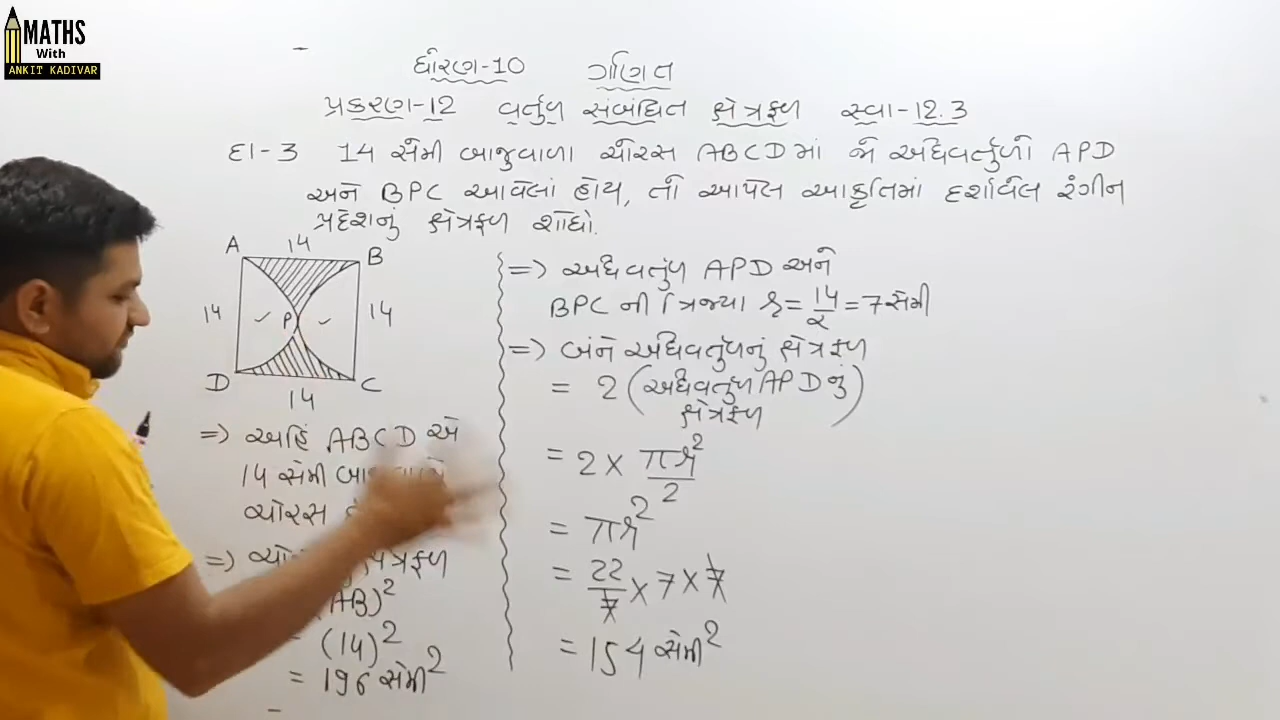 MATHS
With
ANKIT KADIVAR
ધોરણ-10 ગણિત
પ્રકરણ-12 વર્તુળ સંબંધિત ક્ષેત્રફળ સ્વા-12.3
દા-3 14 સેમી બાજુવાળા ચોરસ ABCD માં જો અર્ધવર્તુળો APD
અને BPC આવેલાં હોય, તો આપેલ આકૃતિમાં દર્શાવેલ રંગીન
પ્રદેશનું ક્ષેત્રફળ શોધો.
A 14 B
14 P 14
D C
14
=> અહિં ABCD એ
14 સેમી
ચોરસ
=> ક્ષેત્રફળ
(AB)²
= (14)²
= 196 સેમી²
=> અર્ધવર્તુળ APD અને
BPC ની ત્રિજ્યા r = 14/2 = 7 સેમી
=> બંને અર્ધવર્તુળનું ક્ષેત્રફળ
= 2 (અર્ધવર્તુળ APD નું
ક્ષેત્રફળ)
= 2 × πr²/2
= πr²
= 22/7 × 7 × 7
= 154 સેમી²